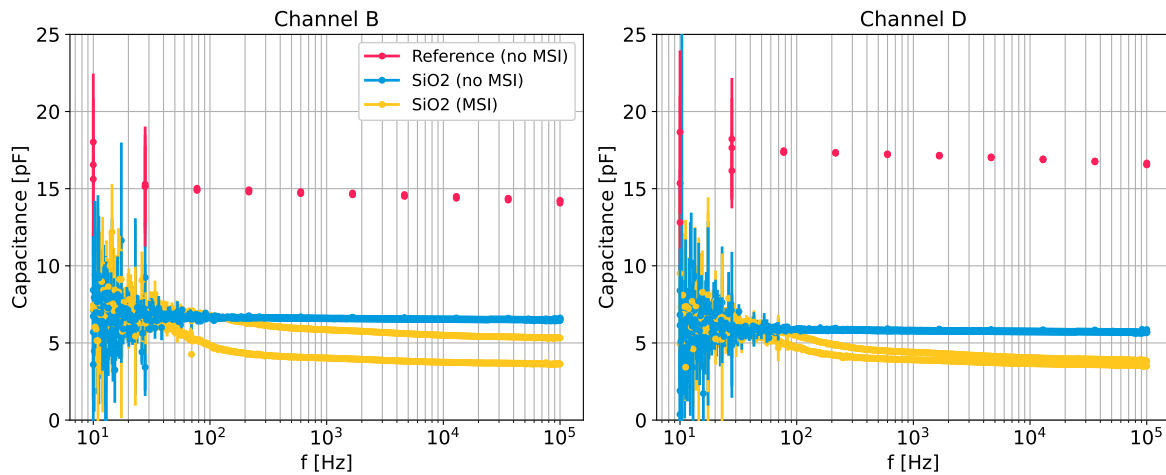 Channel B
Capacitance [pF]
25
20
15
10
5
0
Reference (no MSI)
SiO2 (no MSI)
SiO2 (MSI)
10^1
10^2
10^3
10^4
10^5
f [Hz]
Channel D
Capacitance [pF]
25
20
15
10
5
0
10^1
10^2
10^3
10^4
10^5
f [Hz]